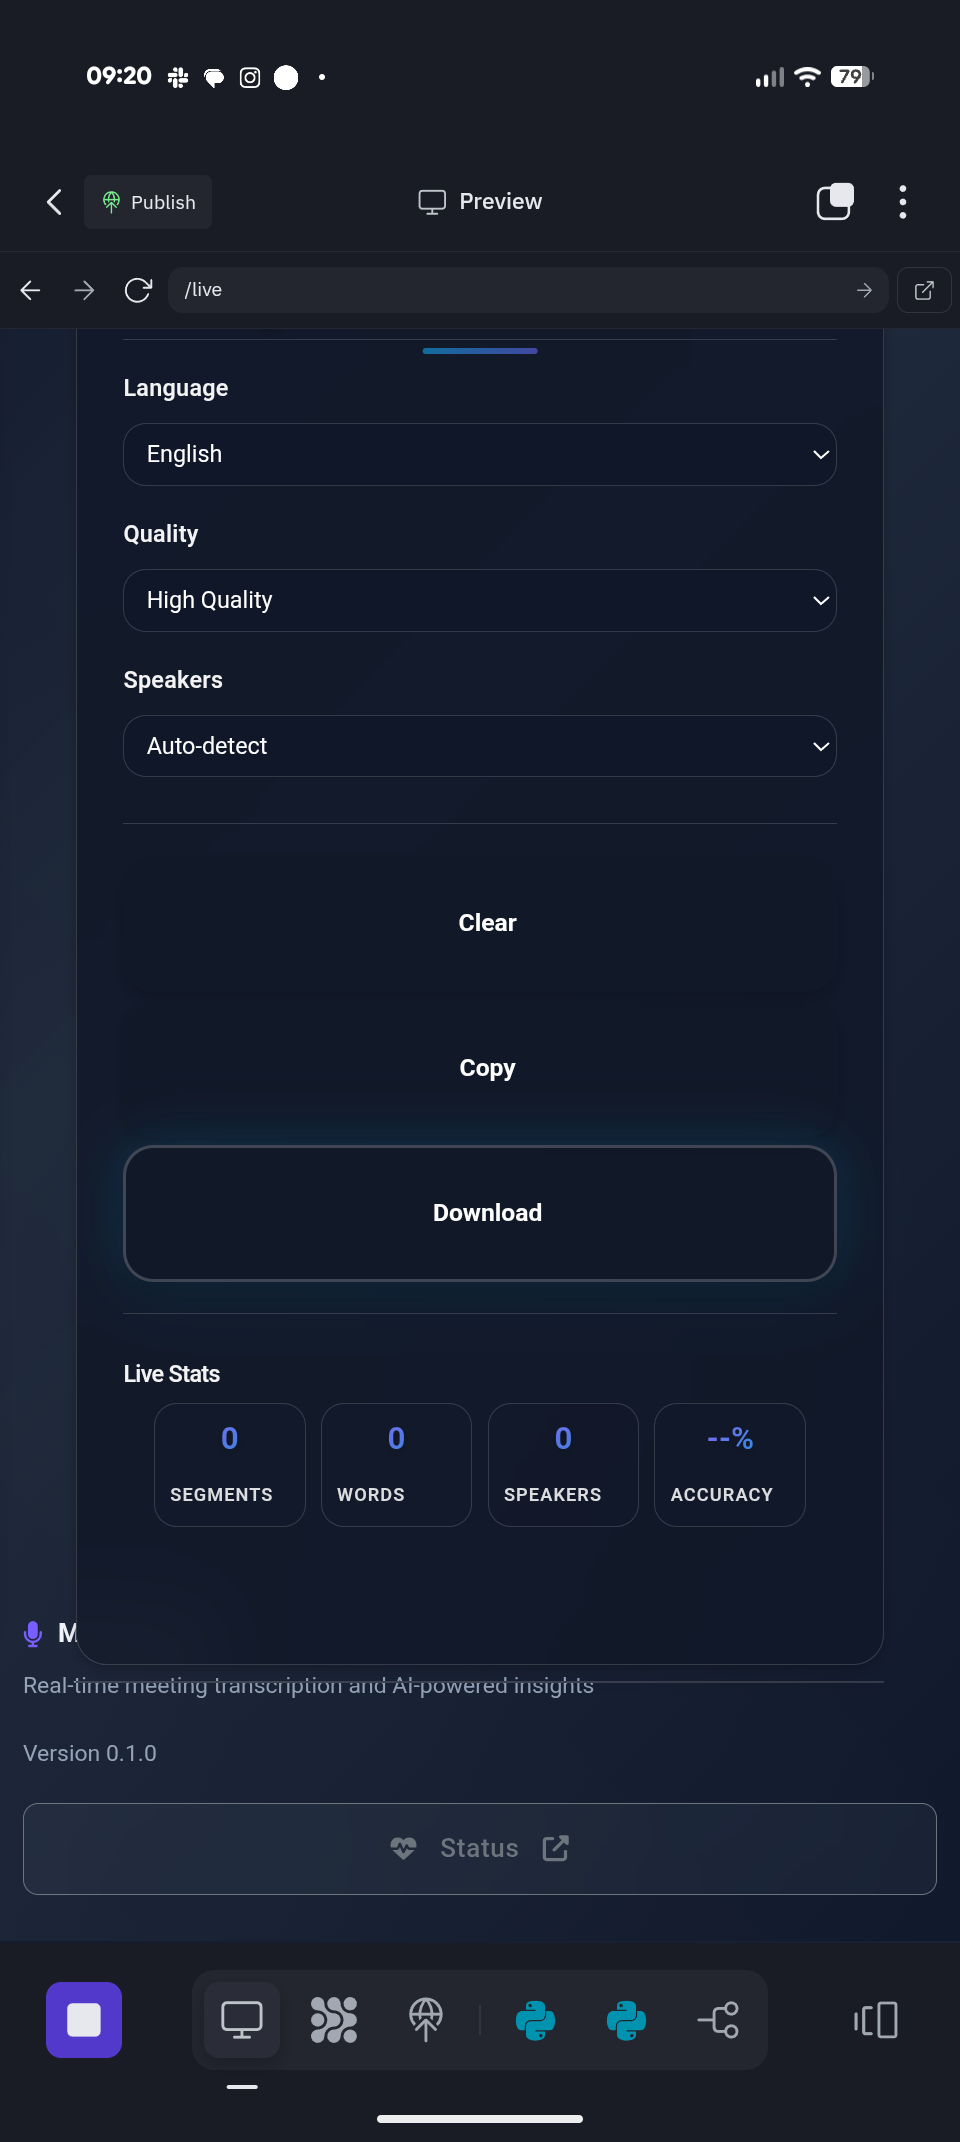 09:20
79
Publish
Preview
/live
Language
English
Quality
High Quality
Speakers
Auto-detect
Clear
Copy
Download
Live Stats
0 0 0 --%
SEGMENTS WORDS SPEAKERS ACCURACY
M
Real-time meeting transcription and AI-powered insights
Version 0.1.0
Status